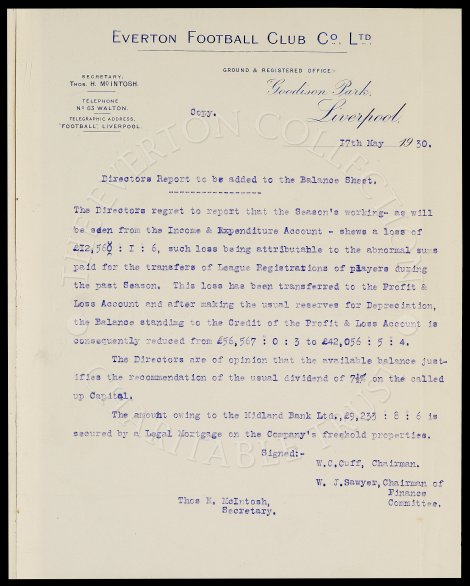 EVERTON FOOTBALL CLUB CO. LTD
SECRETARY,
THOS. H. MCINTOSH.
TELEPHONE
NO 63 WALTON.
TELEGRAPHIC ADDRESS,
"FOOTBALL" LIVERPOOL.
GROUND & REGISTERED OFFICE:-
Goodison Park,
Liverpool,
Copy.
17th May 1930.
Directors Report to be added to the Balance Sheet.
The Directors regret to report that the Season's working- as will
be seen from the Income & Expenditure Account - shews a loss of
: I : 6, such loss being attributable to the abnormal sums
paid for the transfers of League Registrations of players during
the past Season. This loss has been transferred to the Profit &
Loss Account and after making the usual reserves for Depreciation,
the Balance standing to the Credit of the Profit & Loss Account is
consequently reduced from £56,567 : 0 : 3 to £42,056 : 5 : 4.
The Directors are of opinion that the available balance just-
ifies the recommendation of the usual dividend of on the called
up Capital.
The amount owing to the Midland Bank Ltd., £9,233 : 8 : 6 is
secured by a Legal Mortgage on the Company's freehold properties.
Signed:-
W.C.Cuff, Chairman.
W. J.Sawyer, Chairman of
Finance
Committee.
Thos H. McIntosh,
Secretary.
© THE EVERTON COLLECTION
CHARITABLE TRUST